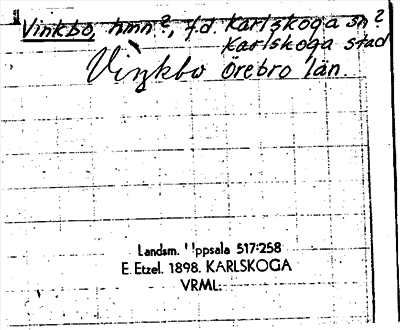 Vinkbo, hmn?, f.d. Karlskoga sn?
Karlskoga stad
Vinkbo Örebro län.
Landsm. Uppsala 517:258
E. Etzel. 1898. KARLSKOGA
VRML: